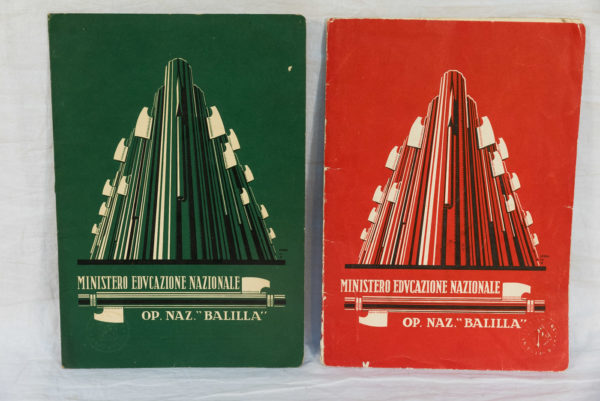 MINISTERO EDVCAZIONE NAZIONALE
OP. NAZ. "BALILLA"
MINISTERO EDVCAZIONE NAZIONALE
OP. NAZ. "BALILLA"